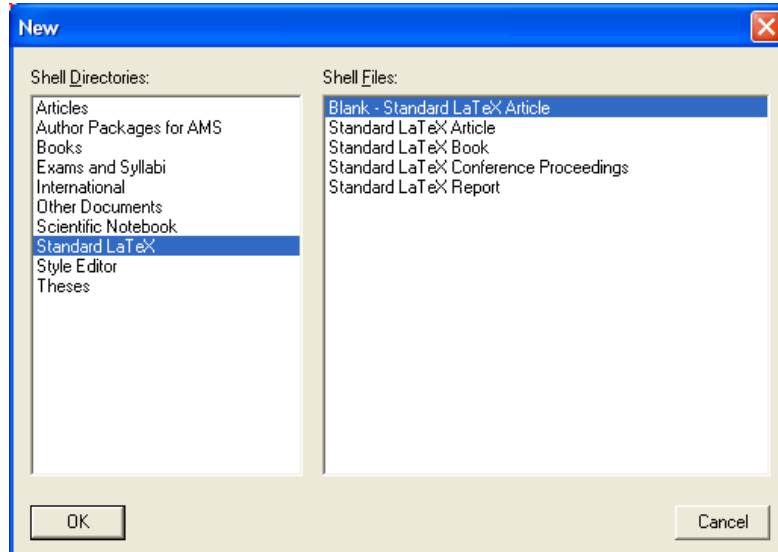 New
Shell Directories:
Articles
Author Packages for AMS
Books
Exams and Syllabi
International
Other Documents
Scientific Notebook
Standard LaTeX
Style Editor
Theses
Shell Files:
Blank - Standard LaTeX Article
Standard LaTeX Article
Standard LaTeX Book
Standard LaTeX Conference Proceedings
Standard LaTeX Report
OK
Cancel